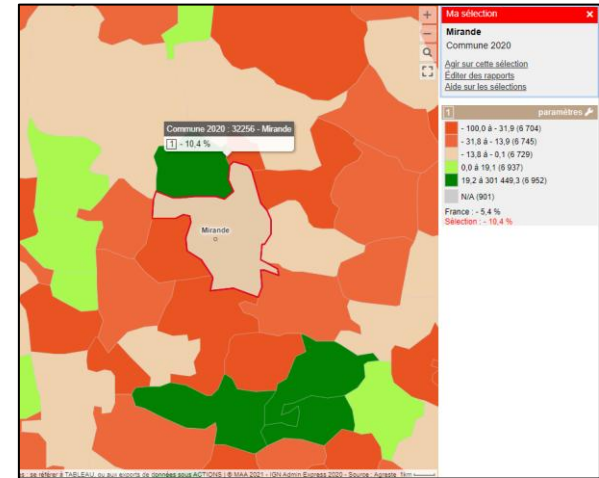 Commune 2020 : 32256 - Mirande
1 - 10,4 %
Mirande
Ma sélection ×
Mirande
Commune 2020
Agir sur cette sélection
Éditer des rapports
Aide sur les sélections
1 paramètres
- 100,0 à - 31,9 (6 704)
- 31,8 à - 13,9 (6 745)
- 13,8 à - 0,1 (6 729)
0,0 à 19,1 (6 937)
19,2 à 301 449,3 (6 952)
N/A (901)
France : - 5,4 %
Sélection : - 10,4 %
se référer à TABLEAU, ou aux exports de données sous ACTIONS | © MAA 2021 - IGN Admin Express 2020 - Source : Agreste 1km